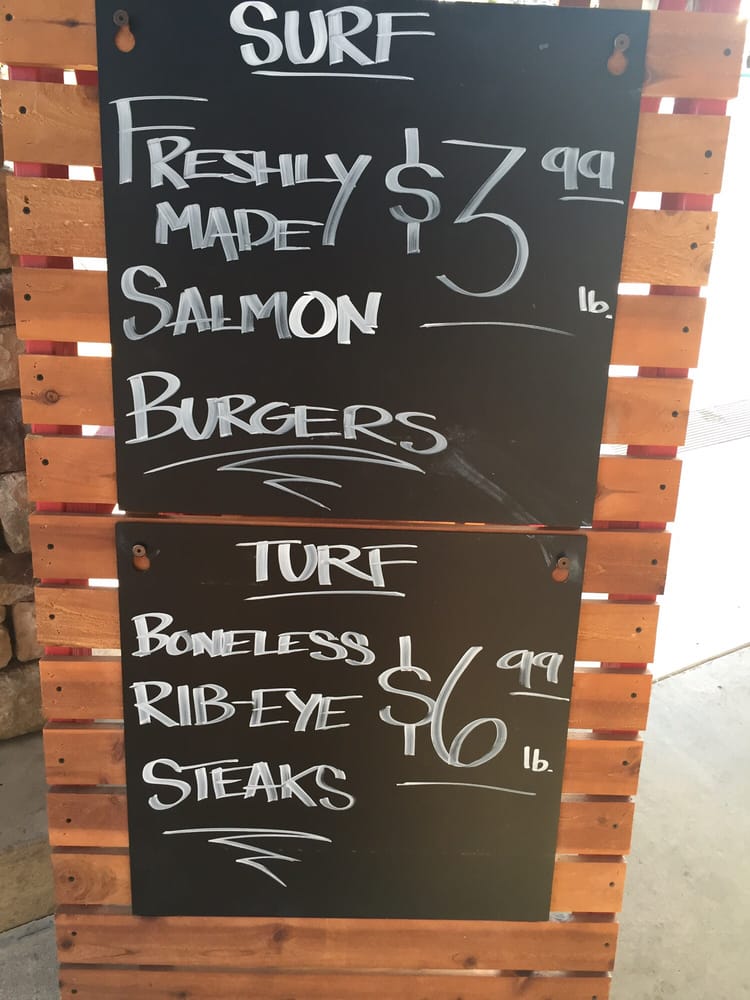 SURF
FRESHLY $3.99
MADE
SALMON lb.
BURGERS
TURF
BONELESS
RIB-EYE $6.99
STEAKS lb.